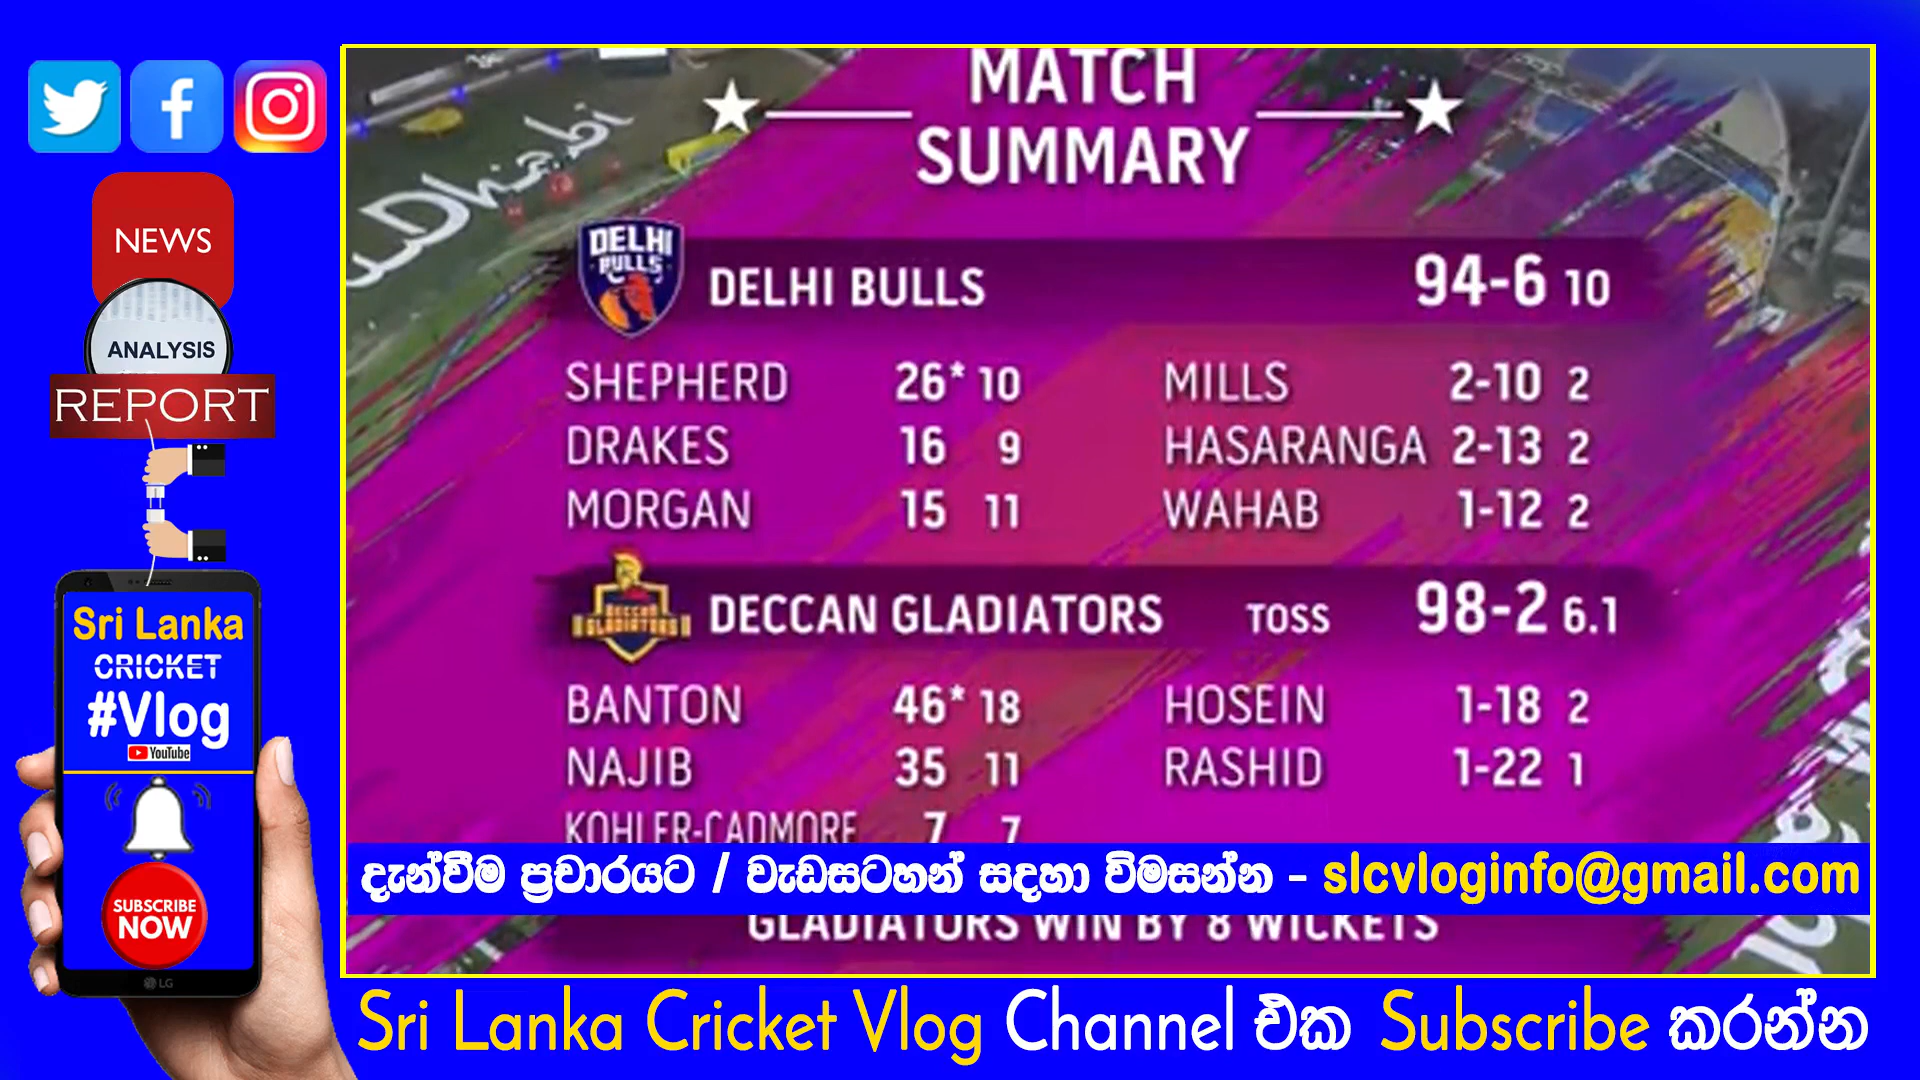 MATCH
SUMMARY
Dhabi
DELHI BULLS
DELHI BULLS 94-6 10
SHEPHERD 26* 10 MILLS 2-10 2
DRAKES 16 9 HASARANGA 2-13 2
MORGAN 15 11 WAHAB 1-12 2
DECCAN GLADIATORS
DECCAN GLADIATORS TOSS 98-2 6.1
BANTON 46* 18 HOSEIN 1-18 2
NAJIB 35 11 RASHID 1-22 1
KOHLER-CADMORE 7 7
දැන්වීම් ප්‍රචාරයට / වැඩසටහන් සදහා විමසන්න - slcvloginfo@gmail.com
GLADIATORS WIN BY 8 WICKETS
Sri Lanka Cricket Vlog Channel එක Subscribe කරන්න
NEWS
ANALYSIS
REPORT
Sri Lanka
CRICKET
#Vlog
YouTube
SUBSCRIBE
NOW
LG